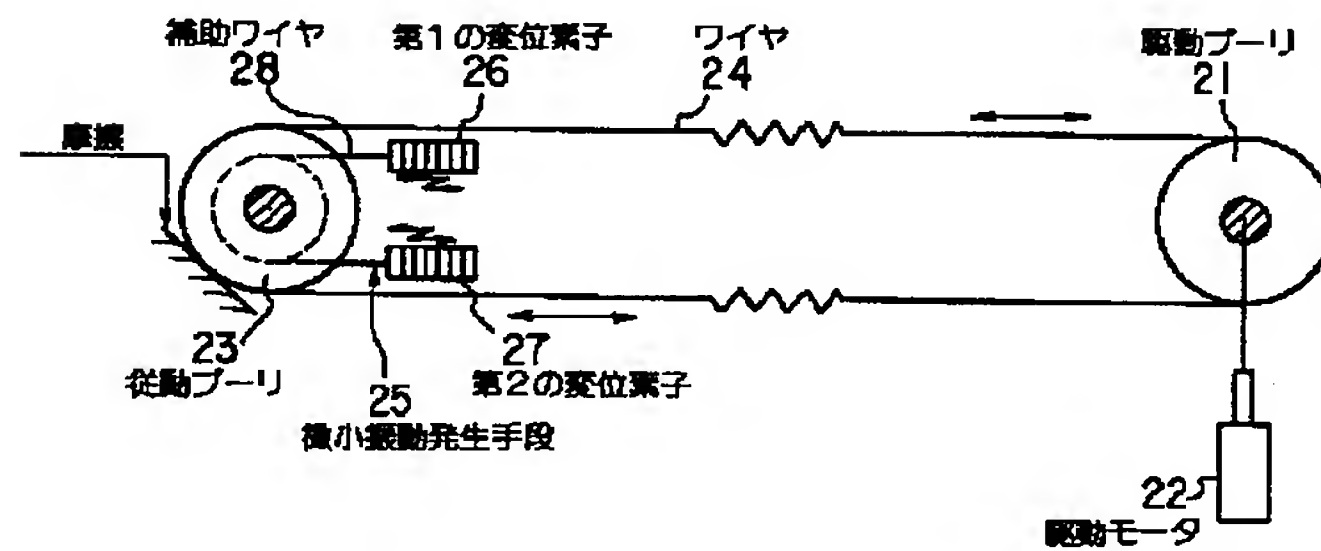 補助ワイヤ
28
第1の変位素子
26
ワイヤ
24
駆動プーリ
21
摩擦
23
従動プーリ
25
微小振動発生手段
27
第2の変位素子
22
駆動モータ